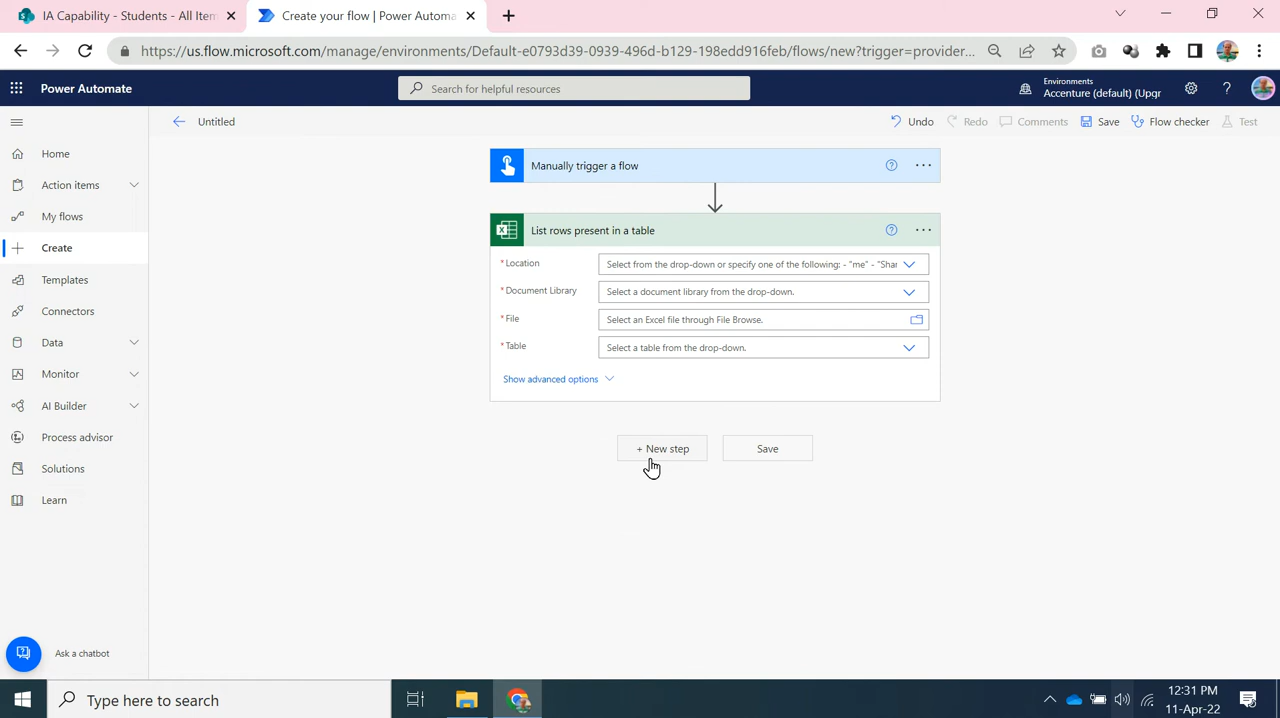 IA Capability - Students - All Iten
Create your flow | Power Automa
https://us.flow.microsoft.com/manage/environments/Default-e0793d39-0939-496d-b129-198dd916feb/flows/new?trigger=provider...
Power Automate
Search for helpful resources
Environments
Accenture (default) (Upgr
Untitled
Undo
Redo
Comments
Save
Flow checker
Test
Home
Action items
My flows
Create
Templates
Connectors
Data
Monitor
AI Builder
Process advisor
Solutions
Learn
Ask a chatbot
Manually trigger a flow
List rows present in a table
* Location
Select from the drop-down or specify one of the following: - "me" - "Shar
* Document Library
Select a document library from the drop-down.
* File
Select an Excel file through File Browse.
* Table
Select a table from the drop-down.
Show advanced options
+ New step
Save
Type here to search
12:31 PM
11-Apr-22